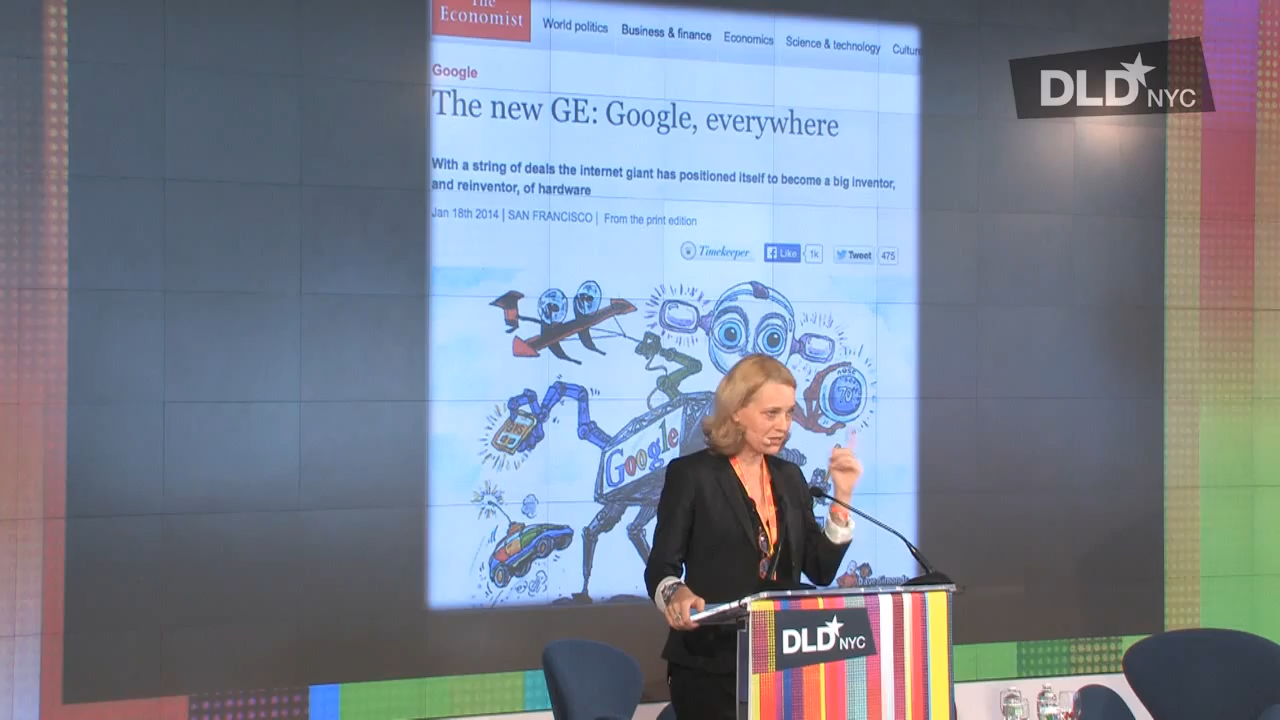 The
Economist
World politics Business & finance Economics Science & technology Culture
Google
The new GE: Google, everywhere
With a string of deals the internet giant has positioned itself to become a big inventor,
and reinventor, of hardware
Jan 18th 2014 | SAN FRANCISCO | From the print edition
Timekeeper Like 1k Tweet 475
70°
Google
DLD NYC
DLD NYC